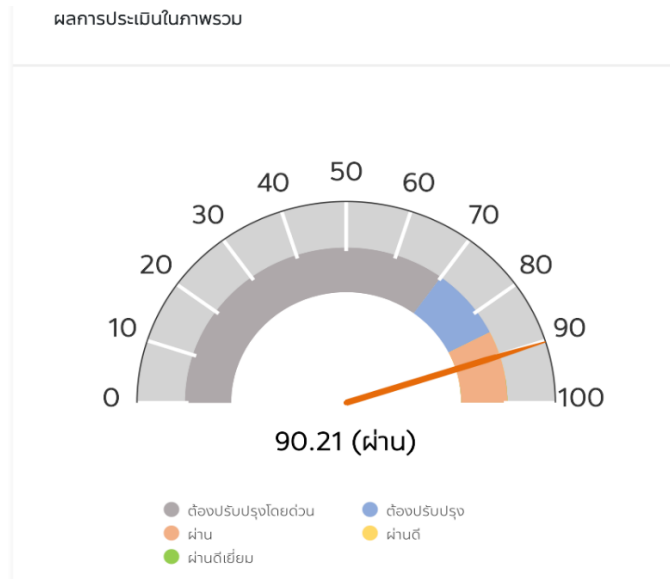 ผลการประเมินในภาพรวม
50
40
60
30
70
20
80
10
90
0
100
90.21 (ผ่าน)
ต้องปรับปรุงโดยด่วน
ต้องปรับปรุง
ผ่าน
ผ่านดี
ผ่านดีเยี่ยม